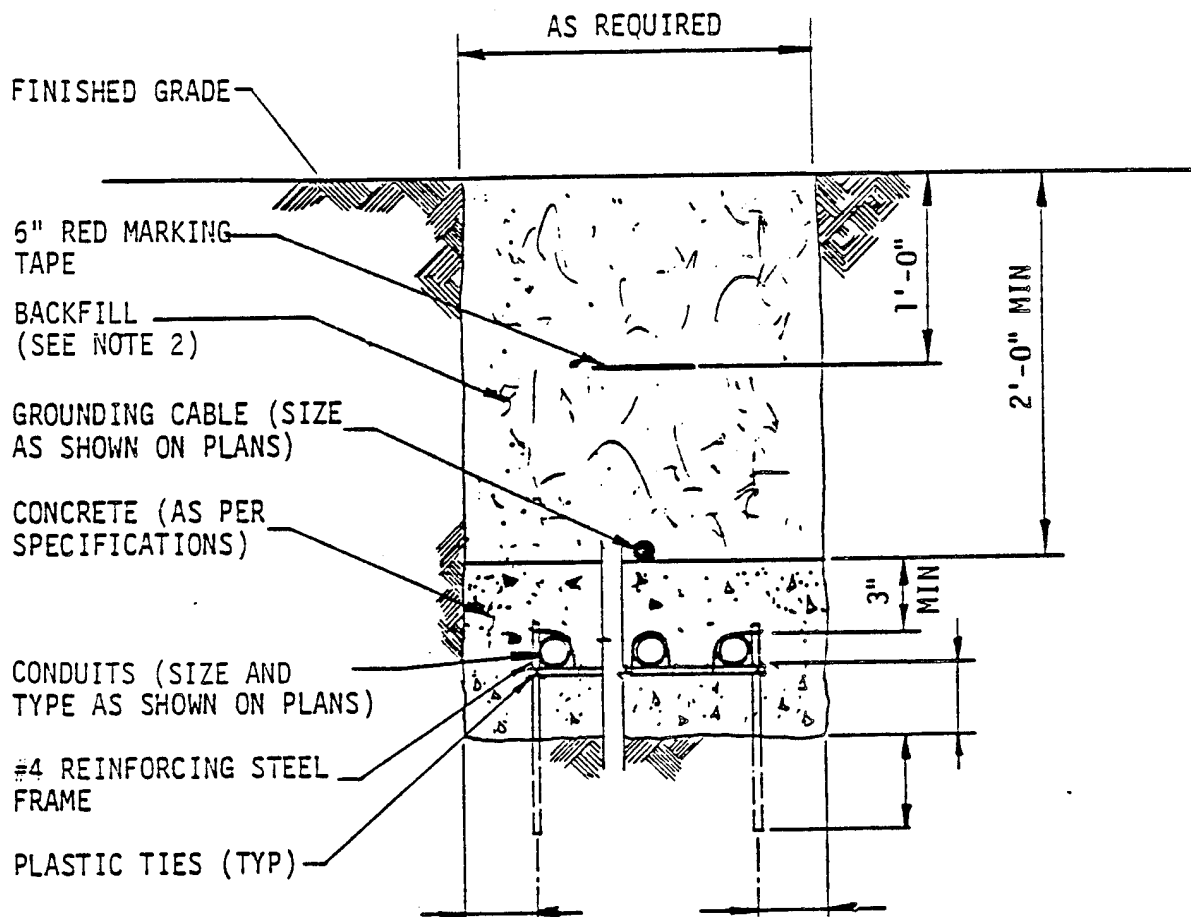 AS REQUIRED
FINISHED GRADE
6" RED MARKING
TAPE
BACKFILL
(SEE NOTE 2)
GROUNDING CABLE (SIZE
AS SHOWN ON PLANS)
CONCRETE (AS PER
SPECIFICATIONS)
CONDUITS (SIZE AND
TYPE AS SHOWN ON PLANS)
#4 REINFORCING STEEL
FRAME
PLASTIC TIES (TYP)
1'-0"
2'-0" MIN
3"
MIN